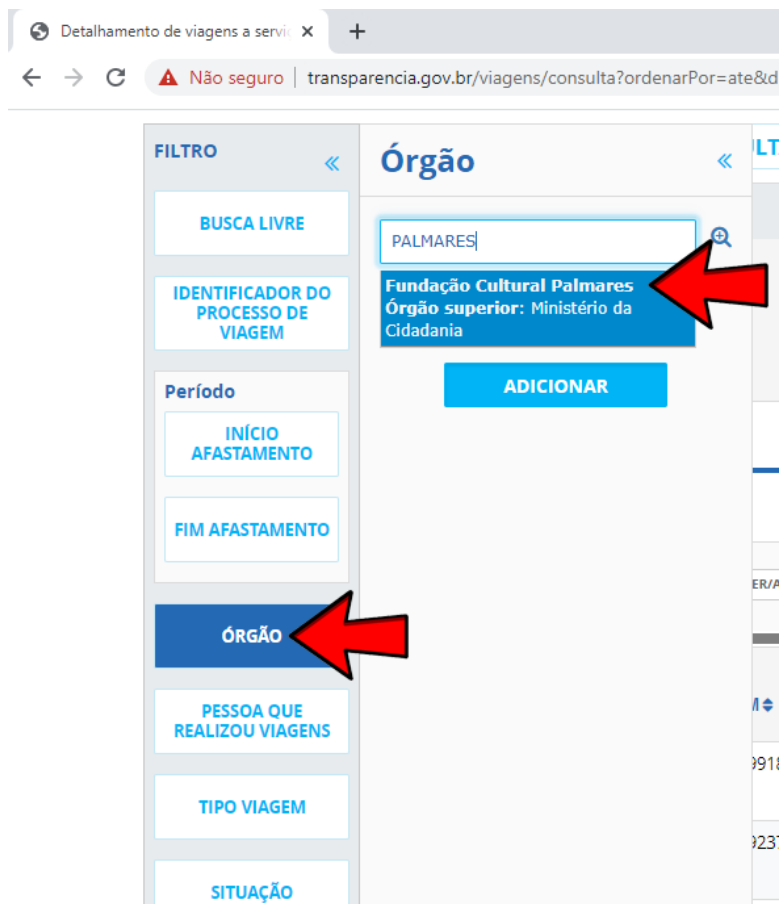 Detalhamento de viagens a servi
Não seguro | transparencia.gov.br/viagens/consulta?ordenarPor=ate&d
FILTRO
BUSCA LIVRE
IDENTIFICADOR DO
PROCESSO DE
VIAGEM
Período
INÍCIO
AFASTAMENTO
FIM AFASTAMENTO
ÓRGÃO
PESSOA QUE
REALIZOU VIAGENS
TIPO VIAGEM
SITUAÇÃO
Órgão
PALMARES
Fundação Cultural Palmares
Órgão superior: Ministério da
Cidadania
ADICIONAR